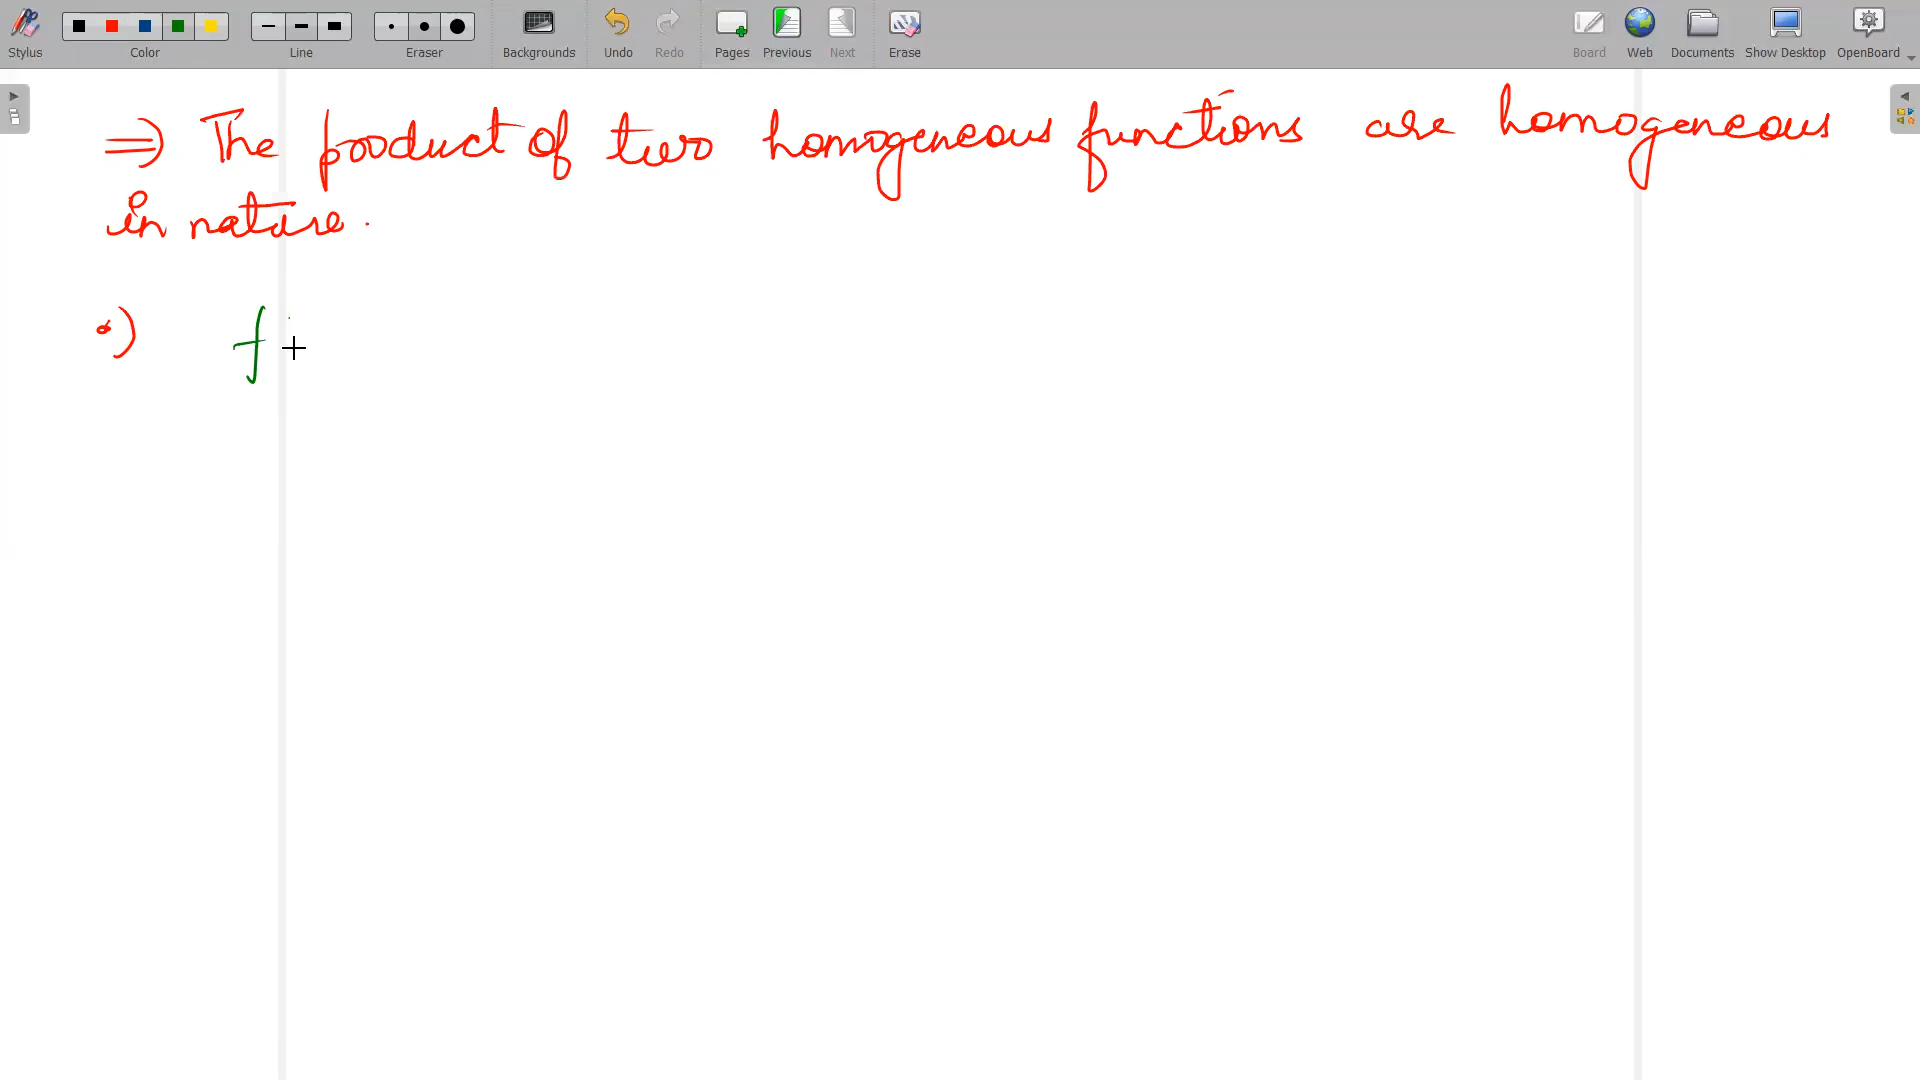 Stylus Color Line Eraser Backgrounds Undo Redo Pages Previous Next Erase Board Web Documents Show Desktop OpenBoard
⇒ The product of two homogeneous functions are homogeneous
in nature.
•) f